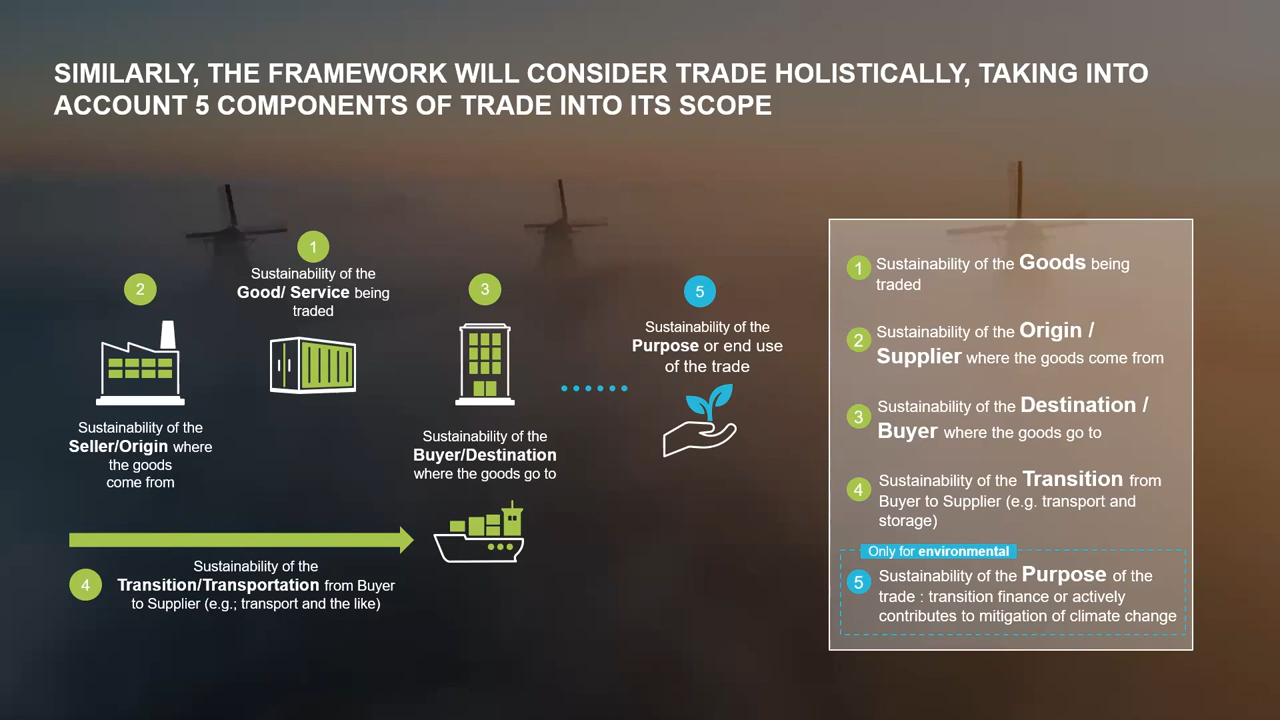 SIMILARLY, THE FRAMEWORK WILL CONSIDER TRADE HOLISTICALLY, TAKING INTO
ACCOUNT 5 COMPONENTS OF TRADE INTO ITS SCOPE
1
Sustainability of the
Good/ Service being
traded
2
Sustainability of the
Seller/Origin where
the goods
come from
3
Sustainability of the
Buyer/Destination
where the goods go to
5
Sustainability of the
Purpose or end use
of the trade
4
Sustainability of the
Transition/Transportation from Buyer
to Supplier (e.g.; transport and the like)
1
Sustainability of the Goods being
traded
2
Sustainability of the Origin /
Supplier where the goods come from
3
Sustainability of the Destination /
Buyer where the goods go to
4
Sustainability of the Transition from
Buyer to Supplier (e.g. transport and
storage)
Only for environmental
5
Sustainability of the Purpose of the
trade : transition finance or actively
contributes to mitigation of climate change